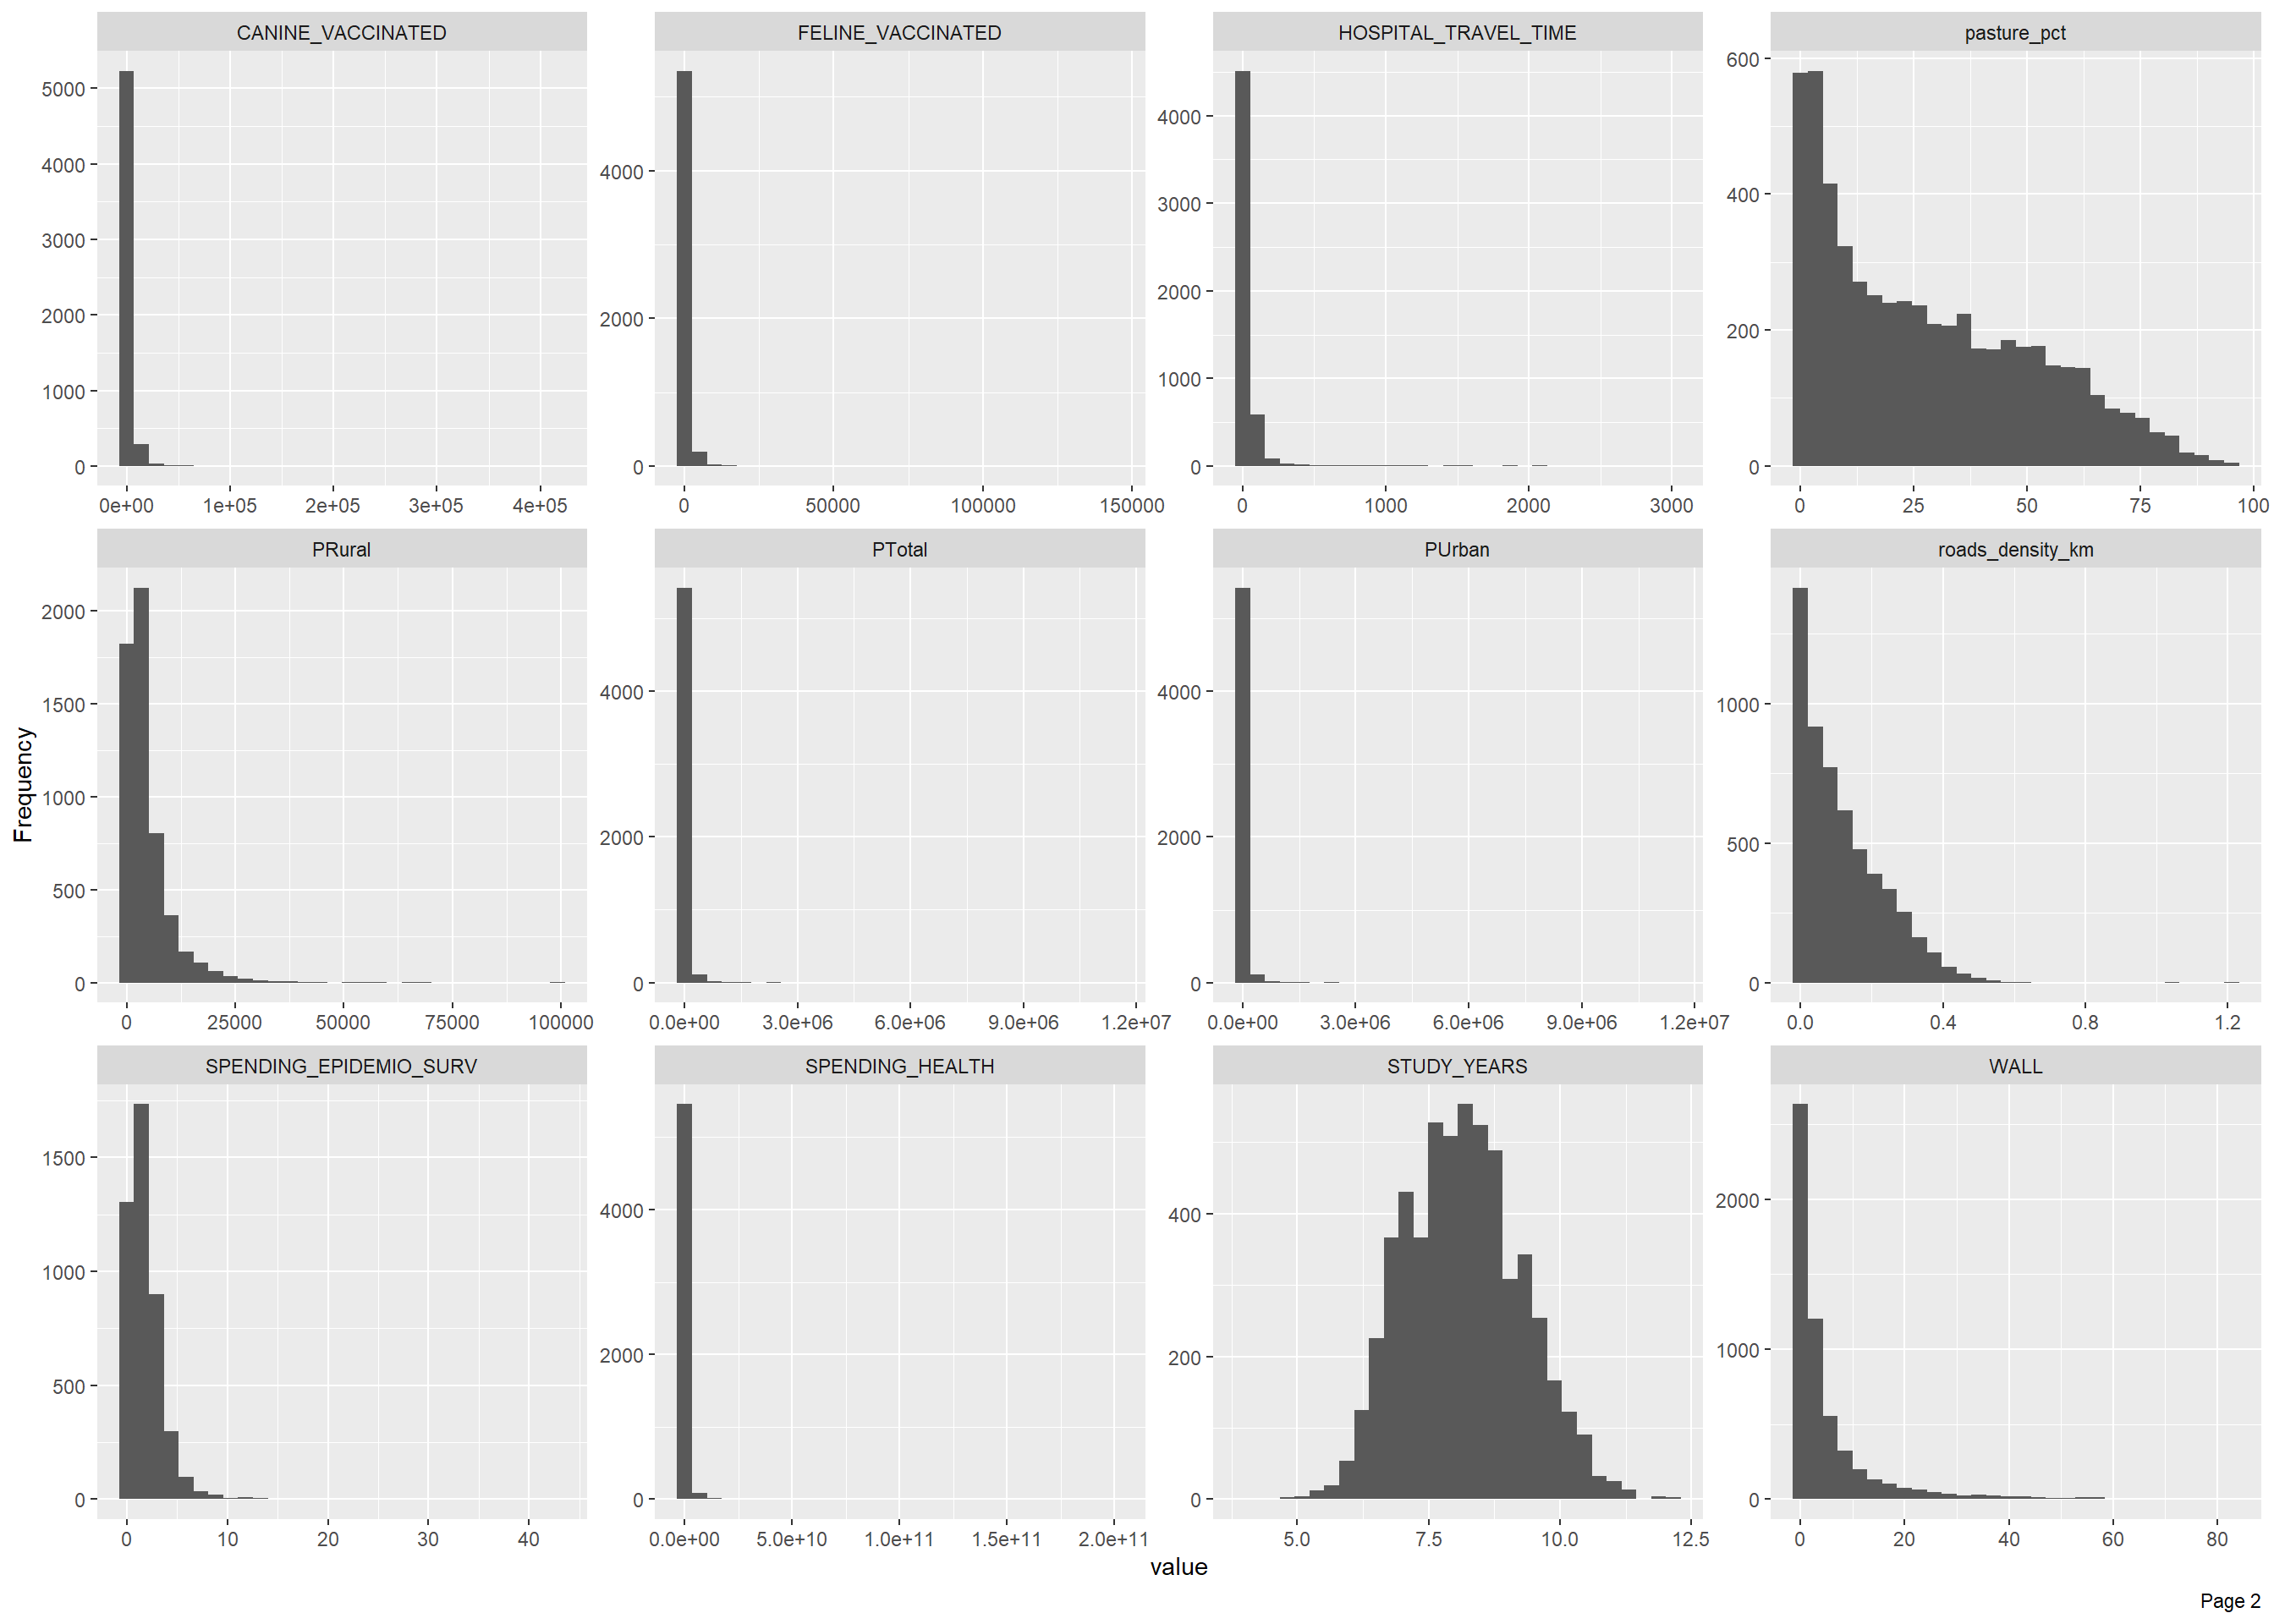 CANINE_VACCINATED FELINE_VACCINATED HOSPITAL_TRAVEL_TIME pasture_pct
5000
4000
3000
2000
1000
0
0e+00 1e+05 2e+05 3e+05 4e+05
4000
2000
0
0 50000 100000 150000
4000
3000
2000
1000
0
0 1000 2000 3000
600
400
200
0
0 25 50 75 100
PRural PTotal PUrban roads_density_km
Frequency
2000
1500
1000
500
0
0 25000 50000 75000 100000
4000
2000
0
0.0e+00 3.0e+06 6.0e+06 9.0e+06 1.2e+07
4000
2000
0
0.0e+00 3.0e+06 6.0e+06 9.0e+06 1.2e+07
1000
500
0
0.0 0.4 0.8 1.2
SPENDING_EPIDEMIO_SURV SPENDING_HEALTH STUDY_YEARS WALL
1500
1000
500
0
0 10 20 30 40
4000
2000
0
0.0e+00 5.0e+10 1.0e+11 1.5e+11 2.0e+11
400
200
0
5.0 7.5 10.0 12.5
2000
1000
0
0 20 40 60 80
value
Page 2